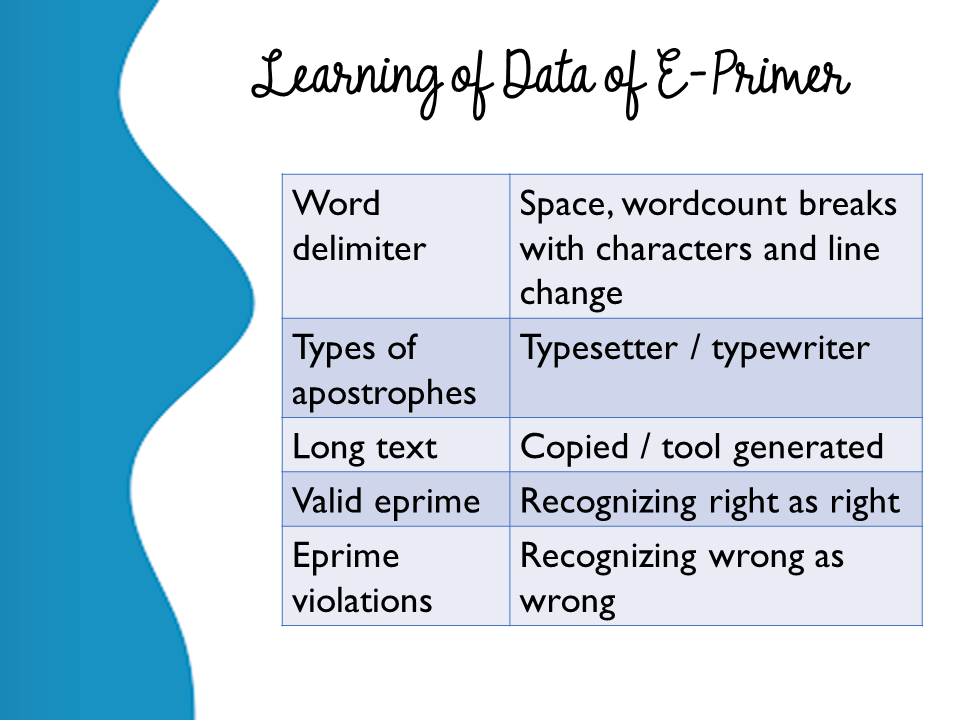 Learning of Data of E-Primer
Word
delimiter
Space, wordcount breaks
with characters and line
change
Types of
apostrophes
Typesetter / typewriter
Long text
Copied / tool generated
Valid eprime
Recognizing right as right
Eprime
violations
Recognizing wrong as
wrong